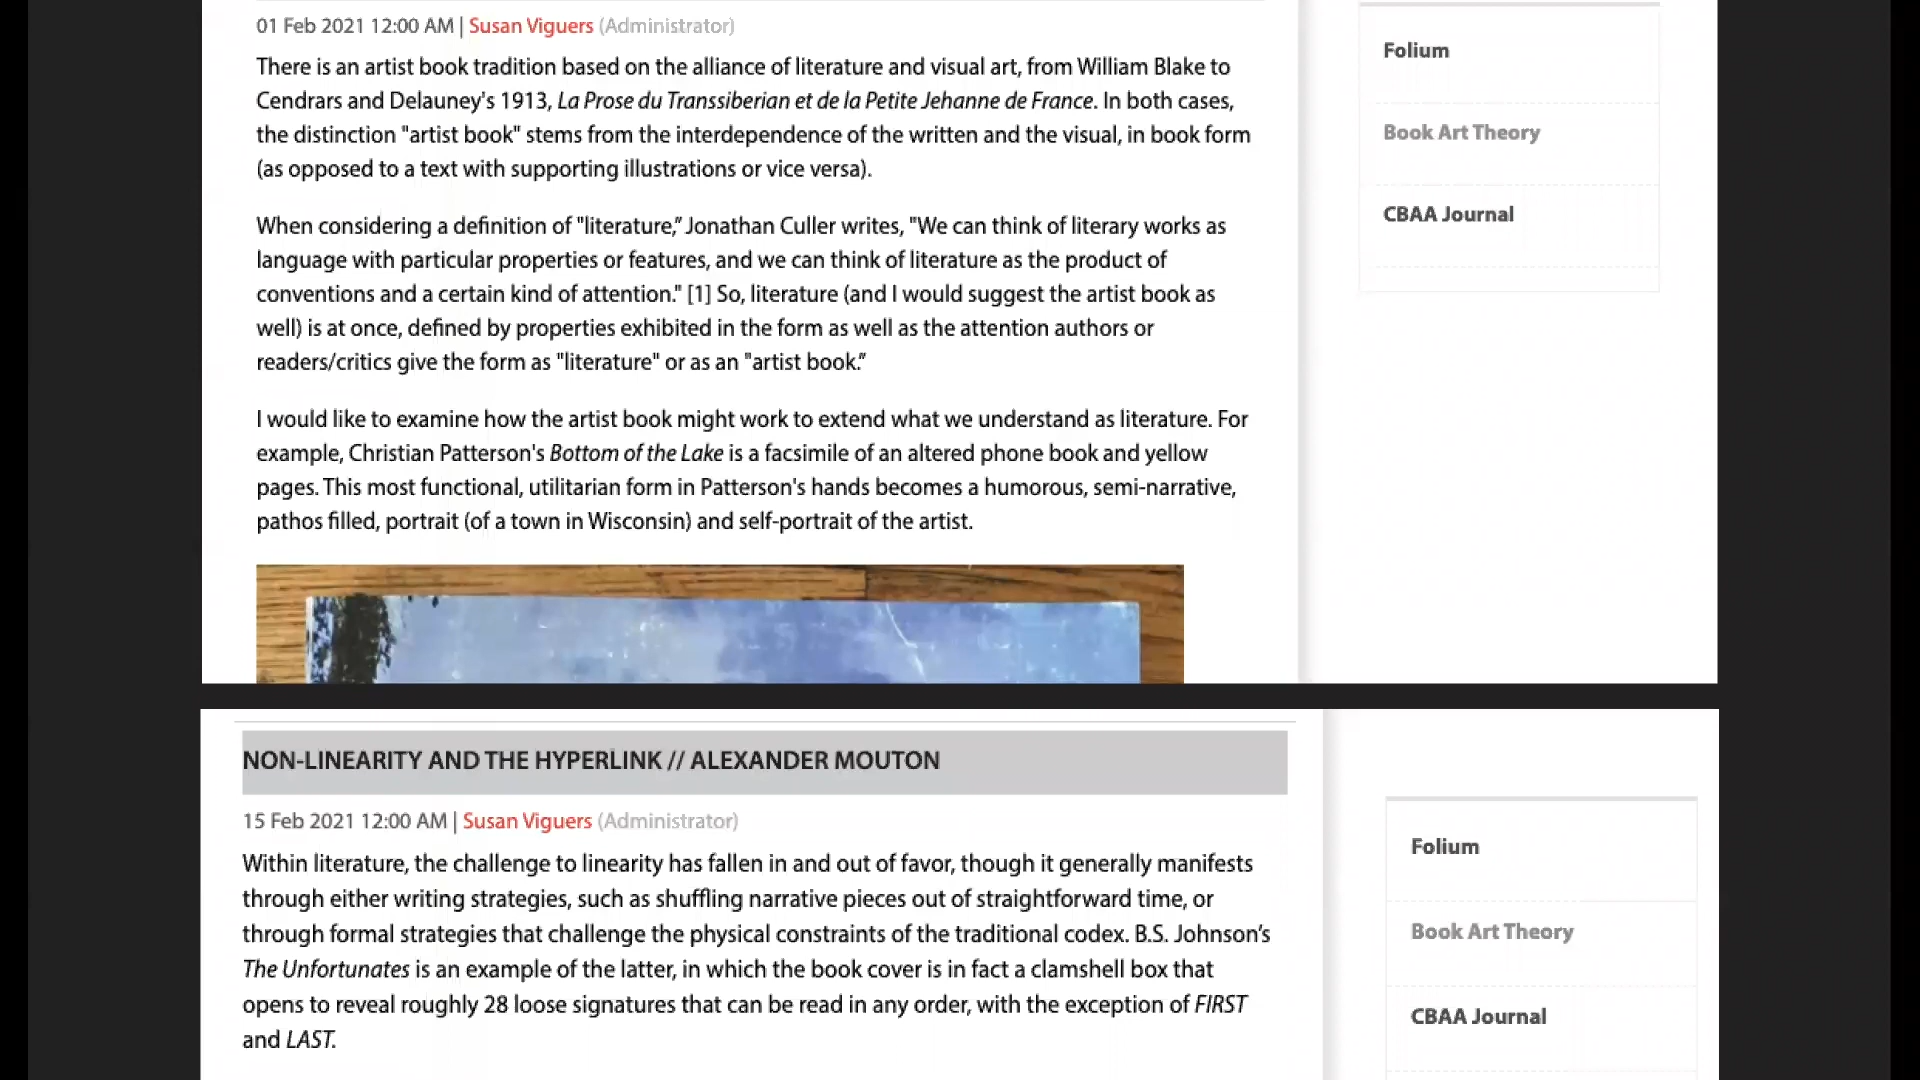 01 Feb 2021 12:00 AM | Susan Viguers (Administrator)
There is an artist book tradition based on the alliance of literature and visual art, from William Blake to
Cendrars and Delauney's 1913, La Prose du Transsiberian et de la Petite Jehanne de France. In both cases,
the distinction "artist book" stems from the interdependence of the written and the visual, in book form
(as opposed to a text with supporting illustrations or vice versa).
When considering a definition of "literature,” Jonathan Culler writes, "We can think of literary works as
language with particular properties or features, and we can think of literature as the product of
conventions and a certain kind of attention." [1] So, literature (and I would suggest the artist book as
well) is at once, defined by properties exhibited in the form as well as the attention authors or
readers/critics give the form as "literature" or as an "artist book.”
I would like to examine how the artist book might work to extend what we understand as literature. For
example, Christian Patterson's Bottom of the Lake is a facsimile of an altered phone book and yellow
pages. This most functional, utilitarian form in Patterson's hands becomes a humorous, semi-narrative,
pathos filled, portrait (of a town in Wisconsin) and self-portrait of the artist.
Folium
Book Art Theory
CBAA Journal
NON-LINEARITY AND THE HYPERLINK // ALEXANDER MOUTON
15 Feb 2021 12:00 AM | Susan Viguers (Administrator)
Within literature, the challenge to linearity has fallen in and out of favor, though it generally manifests
through either writing strategies, such as shuffling narrative pieces out of straightforward time, or
through formal strategies that challenge the physical constraints of the traditional codex. B.S. Johnson’s
The Unfortunates is an example of the latter, in which the book cover is in fact a clamshell box that
opens to reveal roughly 28 loose signatures that can be read in any order, with the exception of FIRST
and LAST.
Folium
Book Art Theory
CBAA Journal